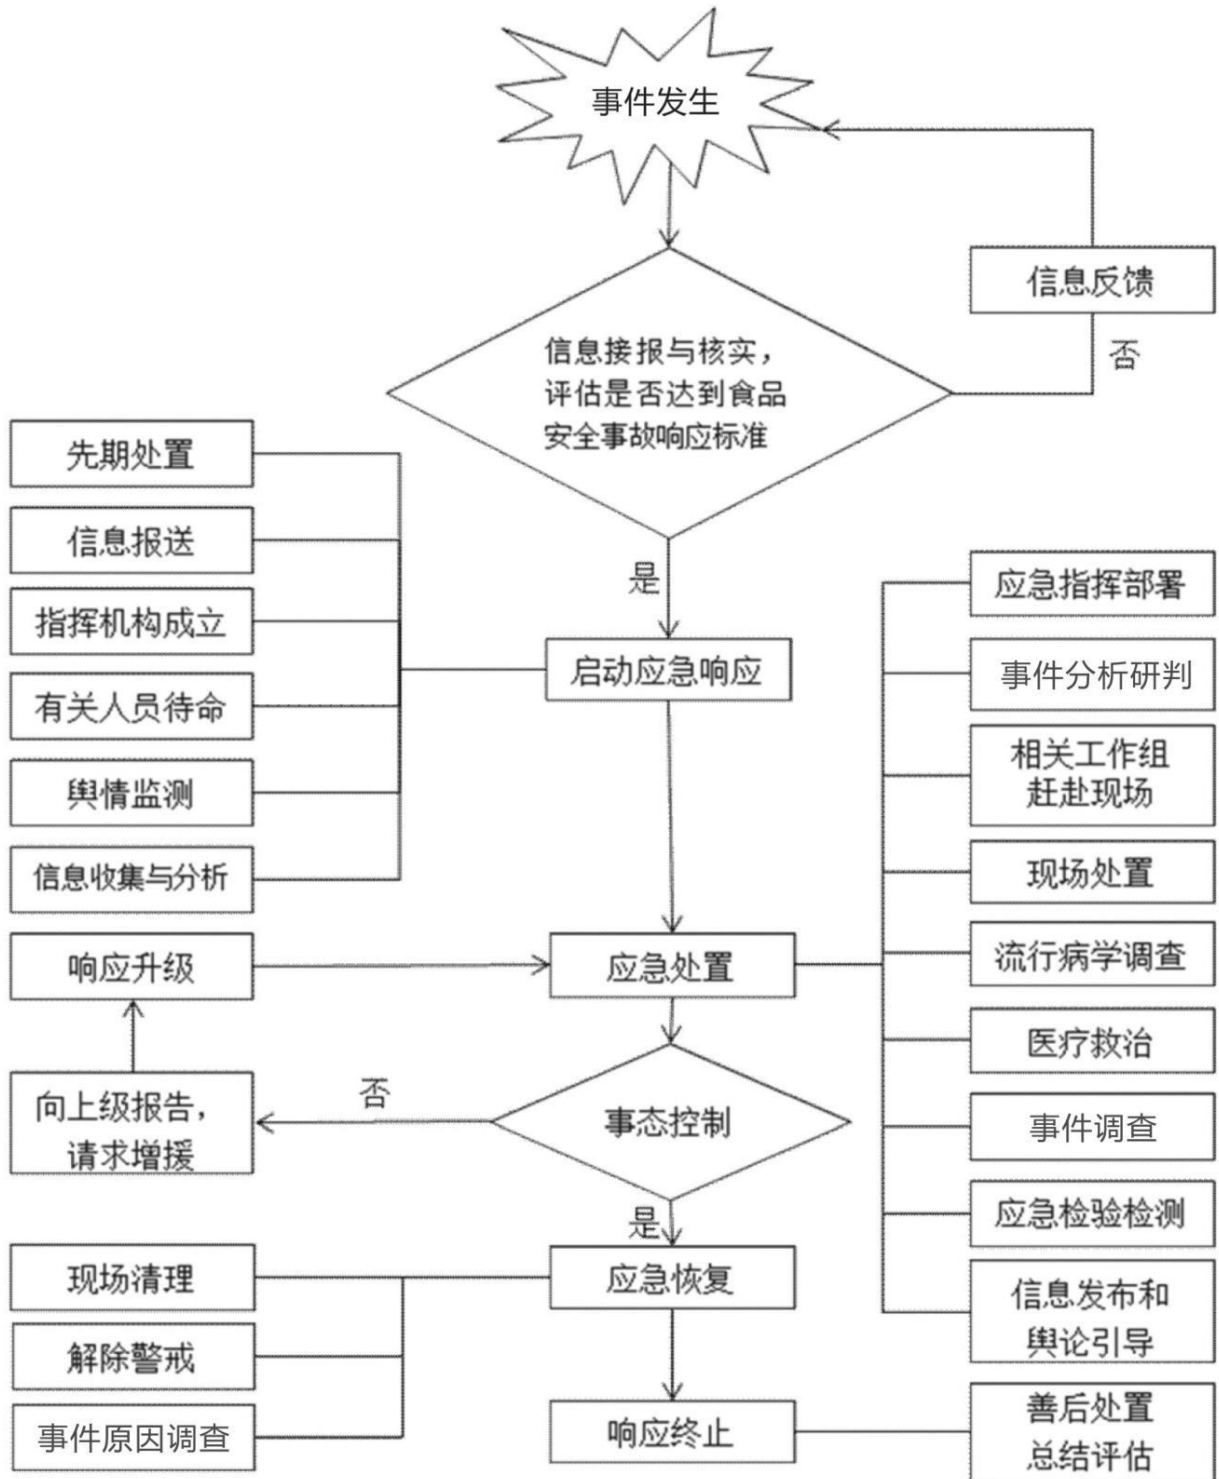 事件发生
信息反馈
否
信息接报与核实，
评估是否达到食品
安全事故响应标准
是
先期处置
信息报送
指挥机构成立
有关人员待命
舆情监测
信息收集与分析
启动应急响应
应急指挥部署
事件分析研判
相关工作组
赶赴现场
现场处置
流行病学调查
医疗救治
事件调查
应急检验检测
信息发布和
舆论引导
响应升级
应急处置
向上级报告，
请求增援
否
事态控制
是
现场清理
解除警戒
事件原因调查
应急恢复
响应终止
善后处置
总结评估